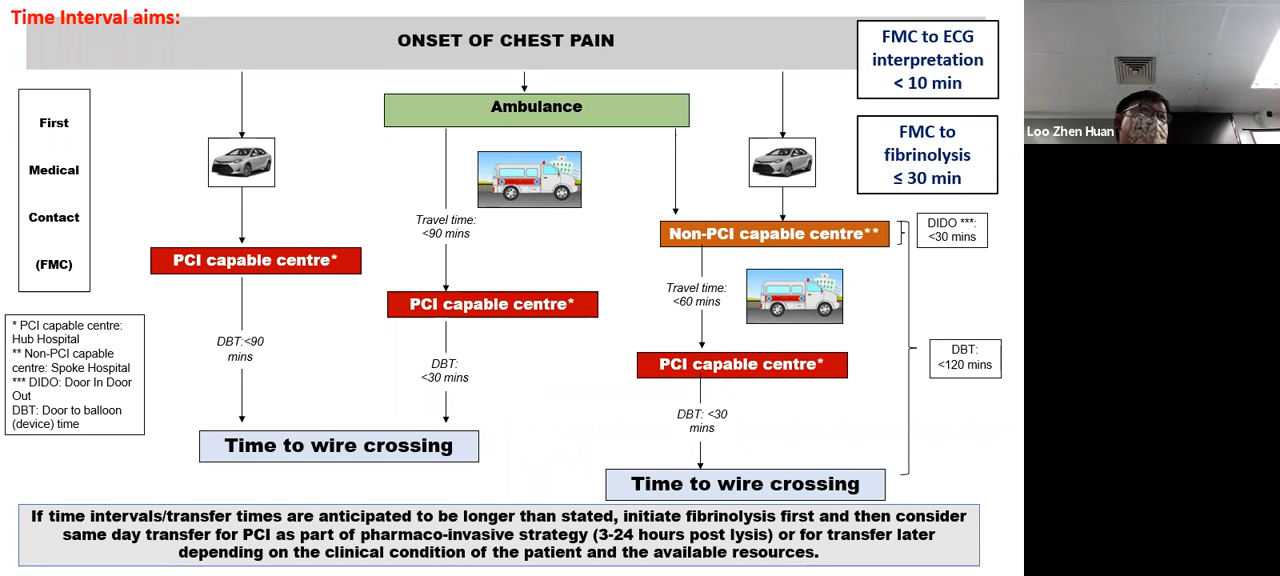 Time Interval aims:
ONSET OF CHEST PAIN
FMC to ECG
interpretation
< 10 min
Ambulance
First
Medical
Contact
(FMC)
FMC to
fibrinolysis
≤ 30 min
Travel time:
<90 mins
Non-PCI capable centre**
DIDO ***:
<30 mins
PCI capable centre*
PCI capable centre*
Travel time:
<60 mins
* PCI capable centre:
Hub Hospital
** Non-PCI capable
centre: Spoke Hospital
*** DIDO: Door In Door
Out
DBT: Door to balloon
(device) time
DBT:<90
mins
DBT:
<30 mins
PCI capable centre*
DBT:
<120 mins
DBT: <30
mins
Time to wire crossing
Time to wire crossing
If time intervals/transfer times are anticipated to be longer than stated, initiate fibrinolysis first and then consider
same day transfer for PCI as part of pharmaco-invasive strategy (3-24 hours post lysis) or for transfer later
depending on the clinical condition of the patient and the available resources.
Loo Zhen Huan